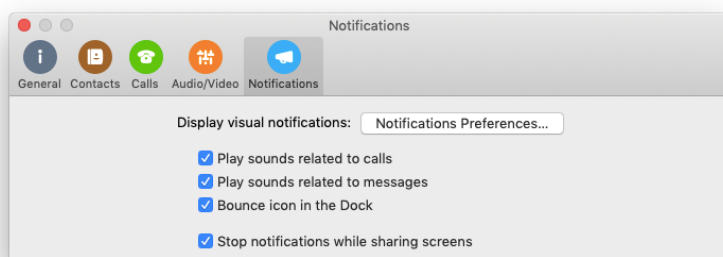 Notifications
General Contacts Calls Audio/Video Notifications
Display visual notifications: Notifications Preferences...
Play sounds related to calls
Play sounds related to messages
Bounce icon in the Dock
Stop notifications while sharing screens